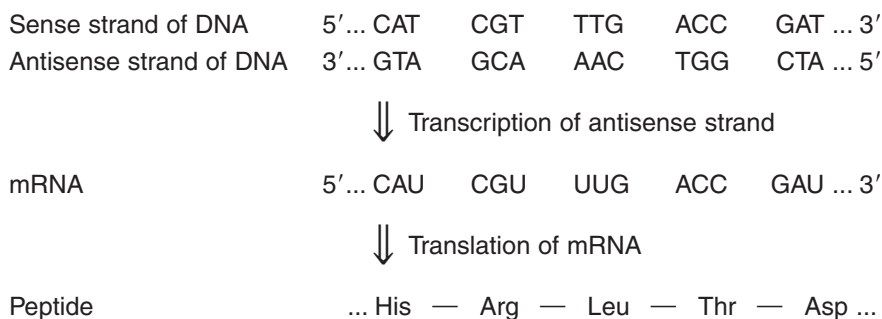 Sense strand of DNA 5′... CAT CGT TTG ACC GAT ... 3′
Antisense strand of DNA 3′... GTA GCA AAC TGG CTA ... 5′
⇓ Transcription of antisense strand
mRNA 5′... CAU CGU UUG ACC GAU ... 3′
⇓ Translation of mRNA
Peptide ... His — Arg — Leu — Thr — Asp ...